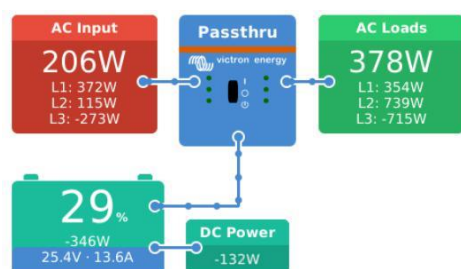 AC Input
206W
L1: 372W
L2: 115W
L3: -273W
Passthru
victron energy
I
AC Loads
378W
L1: 354W
L2: 739W
L3: -715W
29%
-346W
25.4V · 13.6A
DC Power
-132W